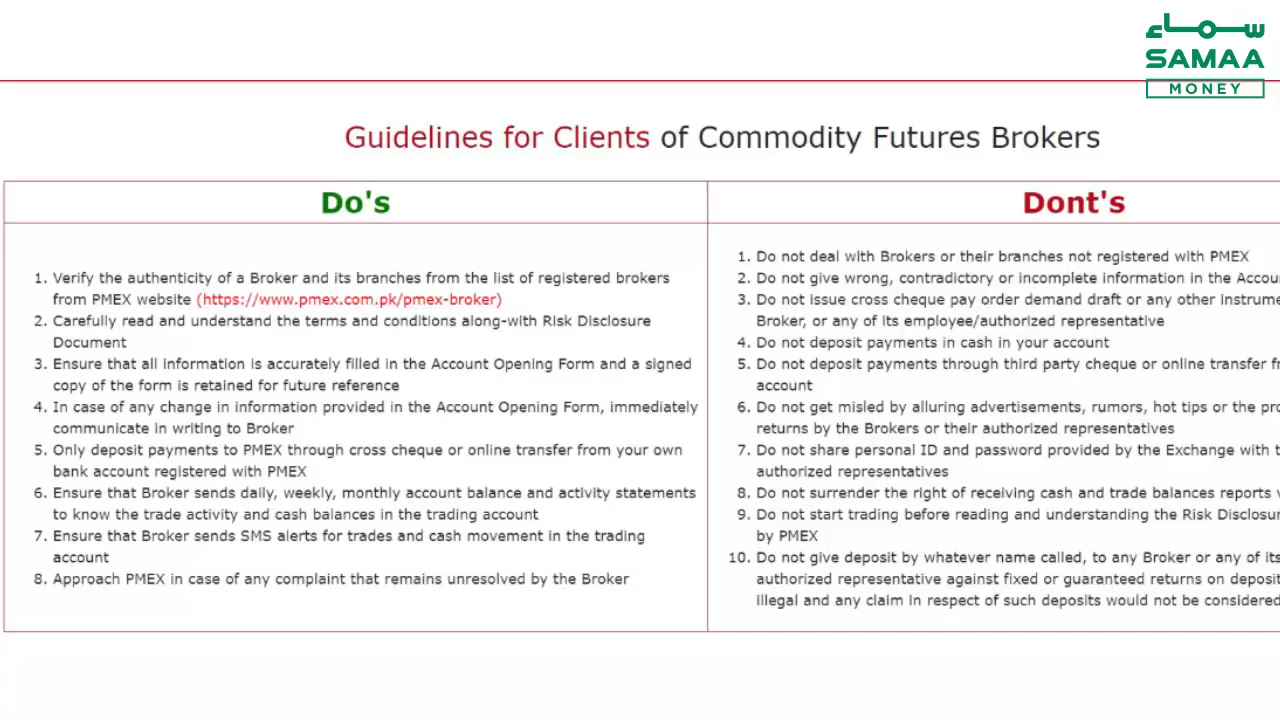 سماء
SAMAA
MONEY
Guidelines for Clients of Commodity Futures Brokers
Do's
1. Verify the authenticity of a Broker and its branches from the list of registered brokers
from PMEX website (https://www.pmex.com.pk/pmex-broker)
2. Carefully read and understand the terms and conditions along-with Risk Disclosure
Document
3. Ensure that all information is accurately filled in the Account Opening Form and a signed
copy of the form is retained for future reference
4. In case of any change in information provided in the Account Opening Form, immediately
communicate in writing to Broker
5. Only deposit payments to PMEX through cross cheque or online transfer from your own
bank account registered with PMEX
6. Ensure that Broker sends daily, weekly, monthly account balance and activity statements
to know the trade activity and cash balances in the trading account
7. Ensure that Broker sends SMS alerts for trades and cash movement in the trading
account
8. Approach PMEX in case of any complaint that remains unresolved by the Broker
Dont's
1. Do not deal with Brokers or their branches not registered with PMEX
2. Do not give wrong, contradictory or incomplete information in the
3. Do not issue cross cheque pay order demand draft or any other
Broker, or any of its employee/authorized representative
4. Do not deposit payments in cash in your account
5. Do not deposit payments through third party cheque or online transfer
account
6. Do not get misled by alluring advertisements, rumors, hot tips or the
returns by the Brokers or their authorized representatives
7. Do not share personal ID and password provided by the Exchange with
authorized representatives
8. Do not surrender the right of receiving cash and trade balances reports
9. Do not start trading before reading and understanding the Risk
by PMEX
10. Do not give deposit by whatever name called, to any Broker or any of its
authorized representative against fixed or guaranteed returns on
illegal and any claim in respect of such deposits would not be considered